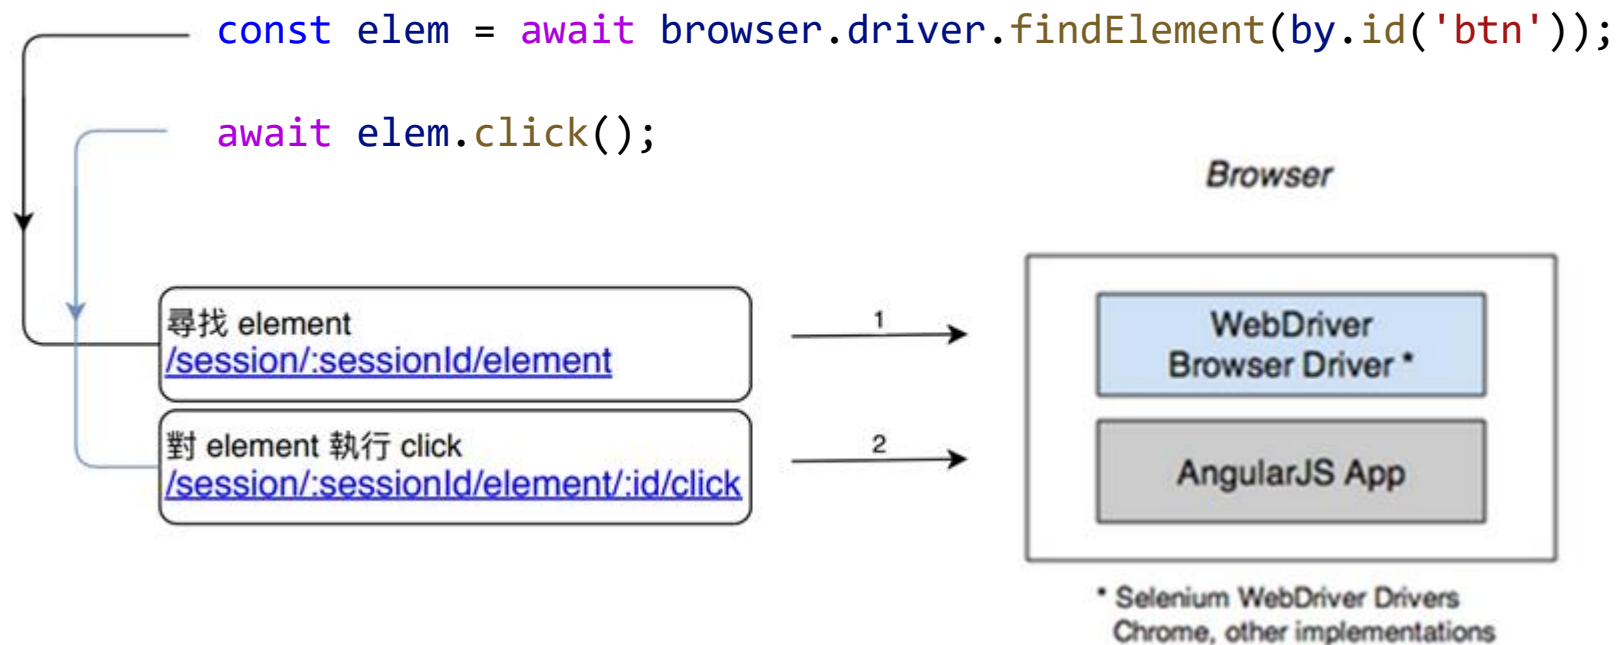 const elem = await browser.driver.findElement(by.id('btn'));
await elem.click();
Browser
尋找 element
/session/:sessionId/element
1
WebDriver
Browser Driver *
對 element 執行 click
/session/:sessionId/element/:id/click
2
AngularJS App
* Selenium WebDriver Drivers
Chrome, other implementations